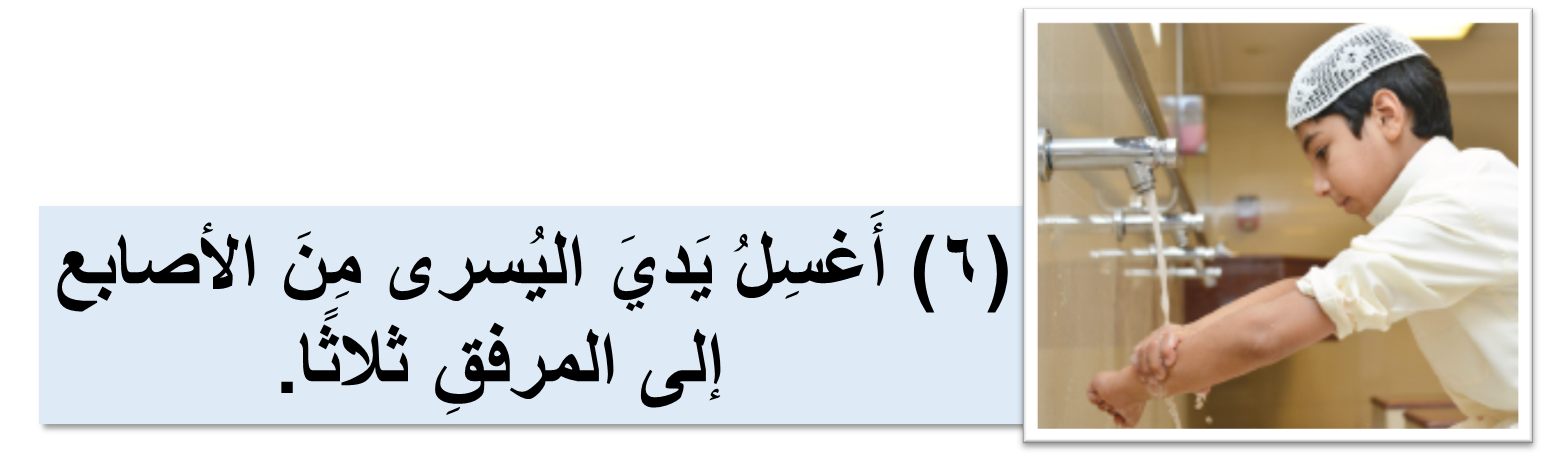 (٦) أَغسِلُ يَديَ اليُسرى مِنَ الأصابع
إلى المرفقِ ثلاثًا.